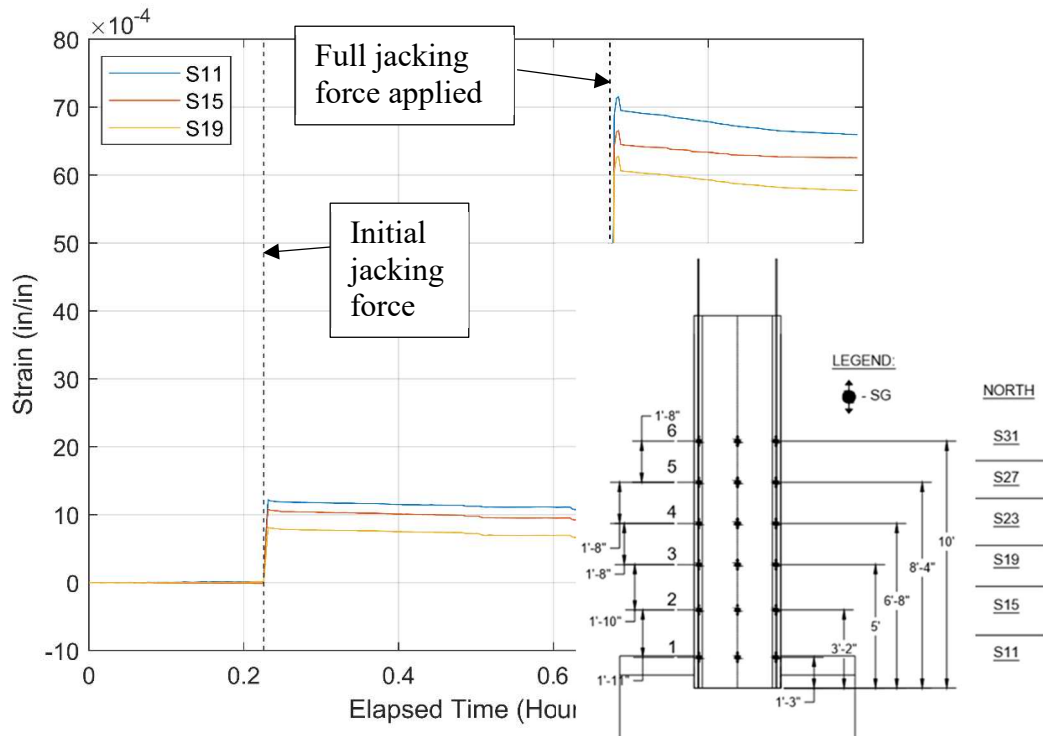 ×10⁻⁴
80
70
60
50
40
30
20
10
0
-10
Strain (in/in)
S11
S15
S19
Full jacking
force applied
Initial
jacking
force
0
0.2
0.4
0.6
Elapsed Time (Hour
LEGEND:
- SG
NORTH
S31
S27
S23
S19
S15
S11
6
5
4
3
2
1
1'-8"
1'-8"
1'-8"
1'-10"
1'-11"
1'-3"
3'-2"
5'
6'-8"
8'-4"
10'